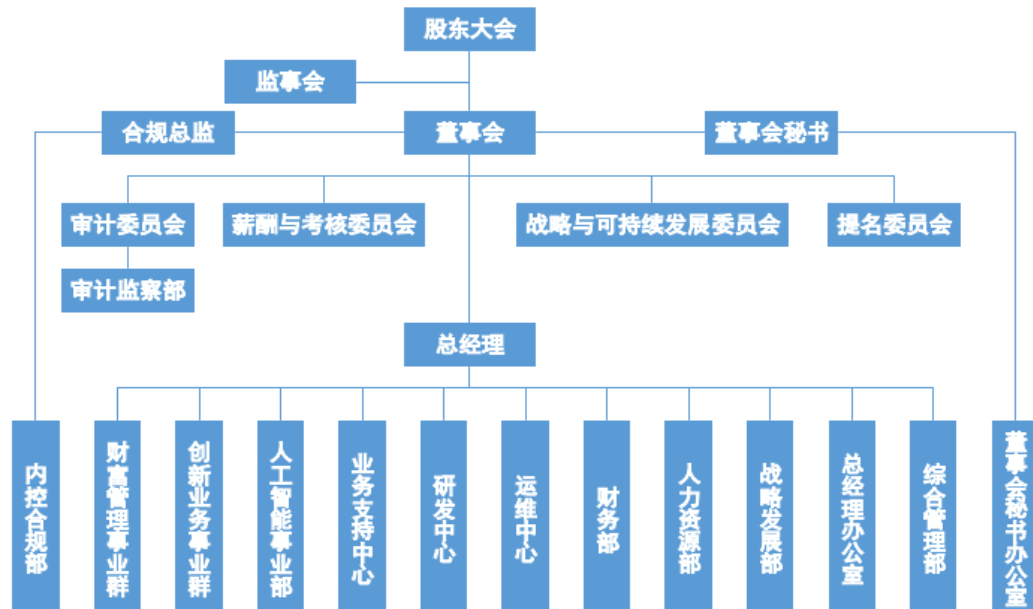 股东大会
监事会
合规总监
董事会
董事会秘书
审计委员会
薪酬与考核委员会
战略与可持续发展委员会
提名委员会
审计监察部
总经理
内控合规部
财富管理事业群
创新业务事业群
人工智能事业部
业务支持中心
研发中心
运维中心
财务部
人力资源部
战略发展部
总经理办公室
综合管理部
董事会秘书办公室